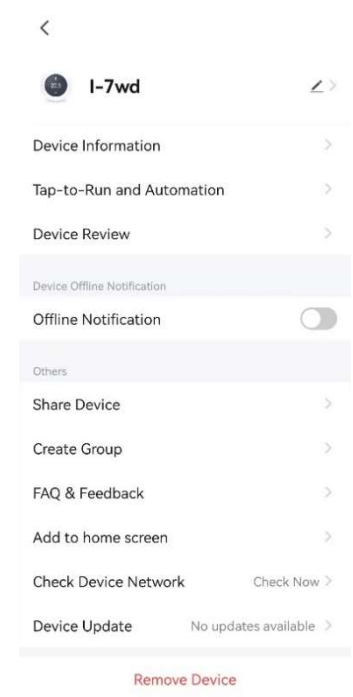 I-7wd
Device Information
Tap-to-Run and Automation
Device Review
Device Offline Notification
Offline Notification
Others
Share Device
Create Group
FAQ & Feedback
Add to home screen
Check Device Network Check Now
Device Update No updates available
Remove Device